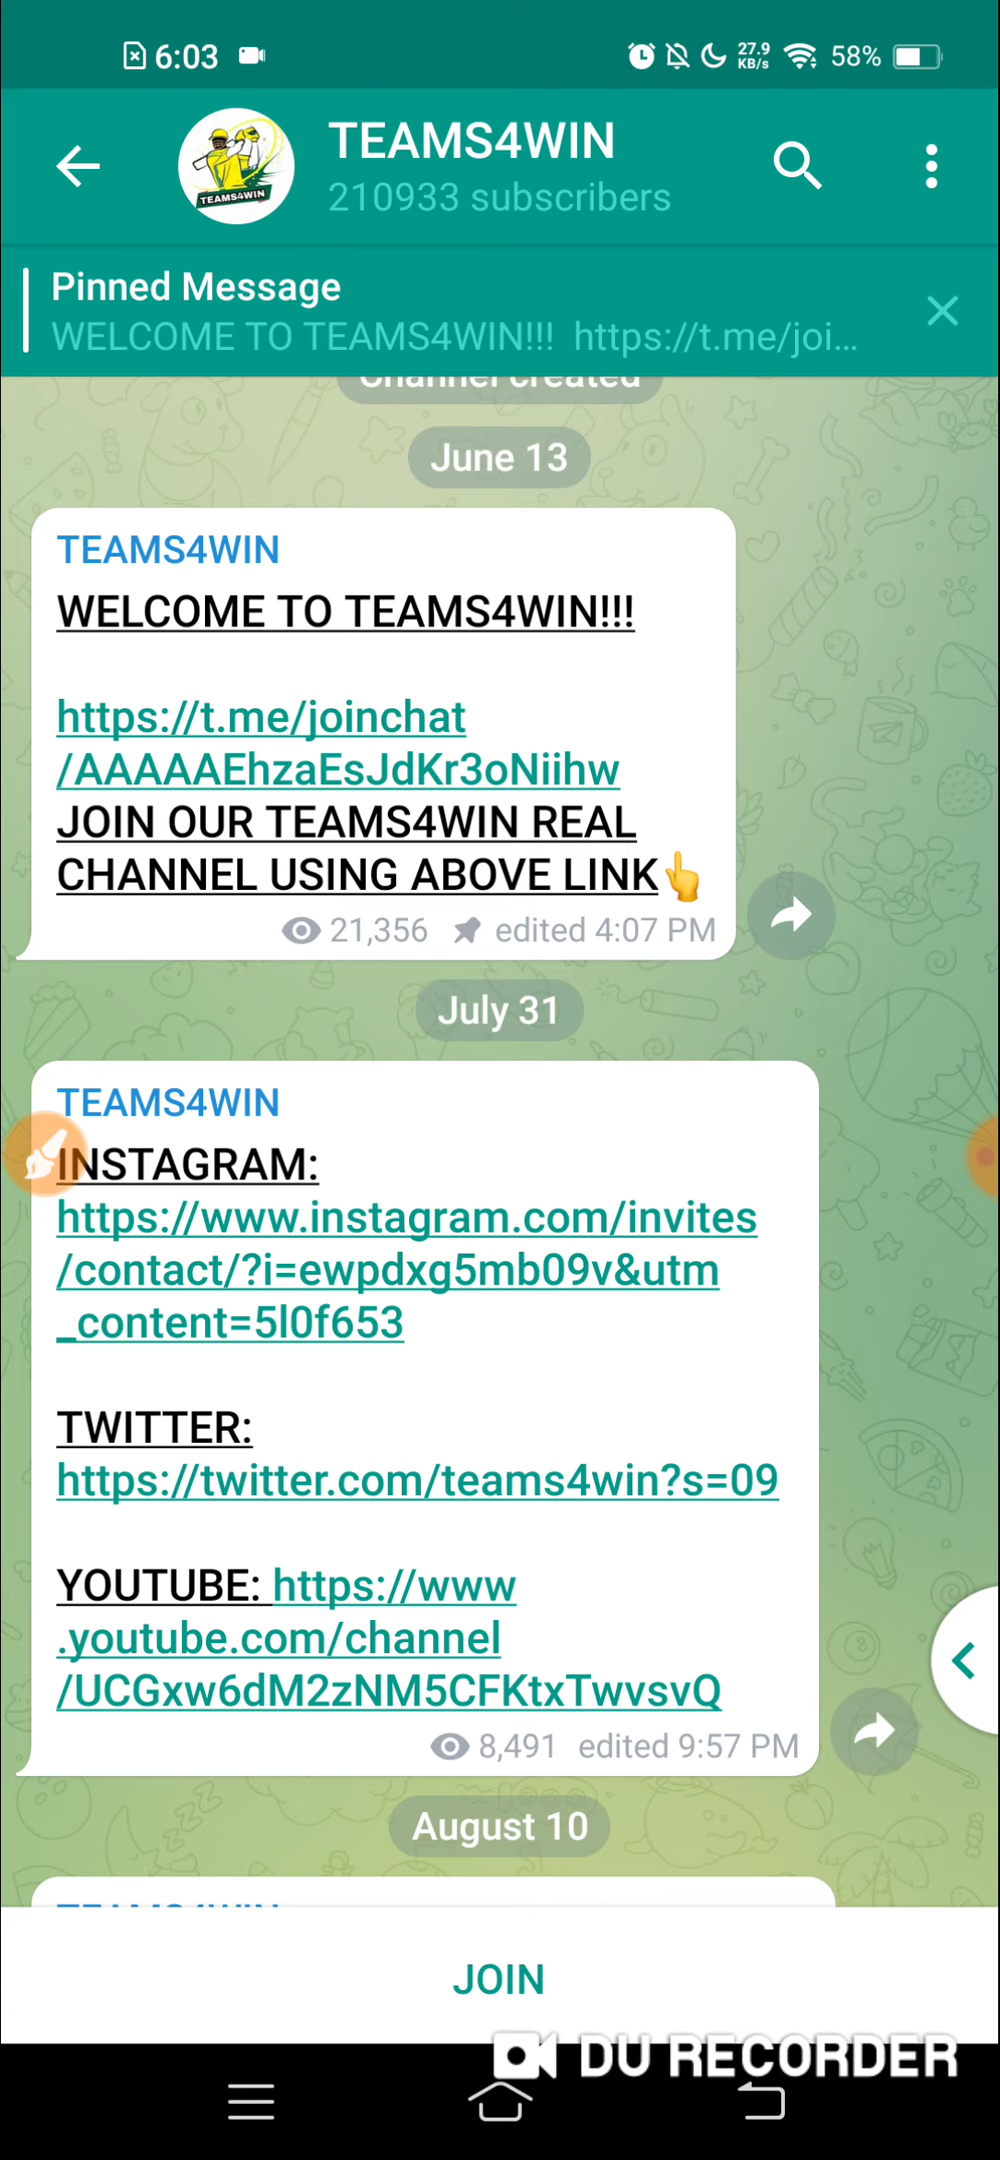 6:03 27.9 KB/s 58%
TEAMS4WIN
TEAMS4WIN
210933 subscribers
Pinned Message
WELCOME TO TEAMS4WIN!!! https://t.me/joi...
Channel created
June 13
TEAMS4WIN
WELCOME TO TEAMS4WIN!!!
https://t.me/joinchat
/AAAAAEhzaEsJdKr3oNiihw
JOIN OUR TEAMS4WIN REAL
CHANNEL USING ABOVE LINK👆
21,356 edited 4:07 PM
July 31
TEAMS4WIN
INSTAGRAM:
https://www.instagram.com/invites
/contact/?i=ewpdxg5mb09v&utm
_content=5l0f653
TWITTER:
https://twitter.com/teams4win?s=09
YOUTUBE: https://www
.youtube.com/channel
/UCGxw6dM2zNM5CFKtxTwvsvQ
8,491 edited 9:57 PM
August 10
TEAMS4WIN
JOIN
DU RECORDER